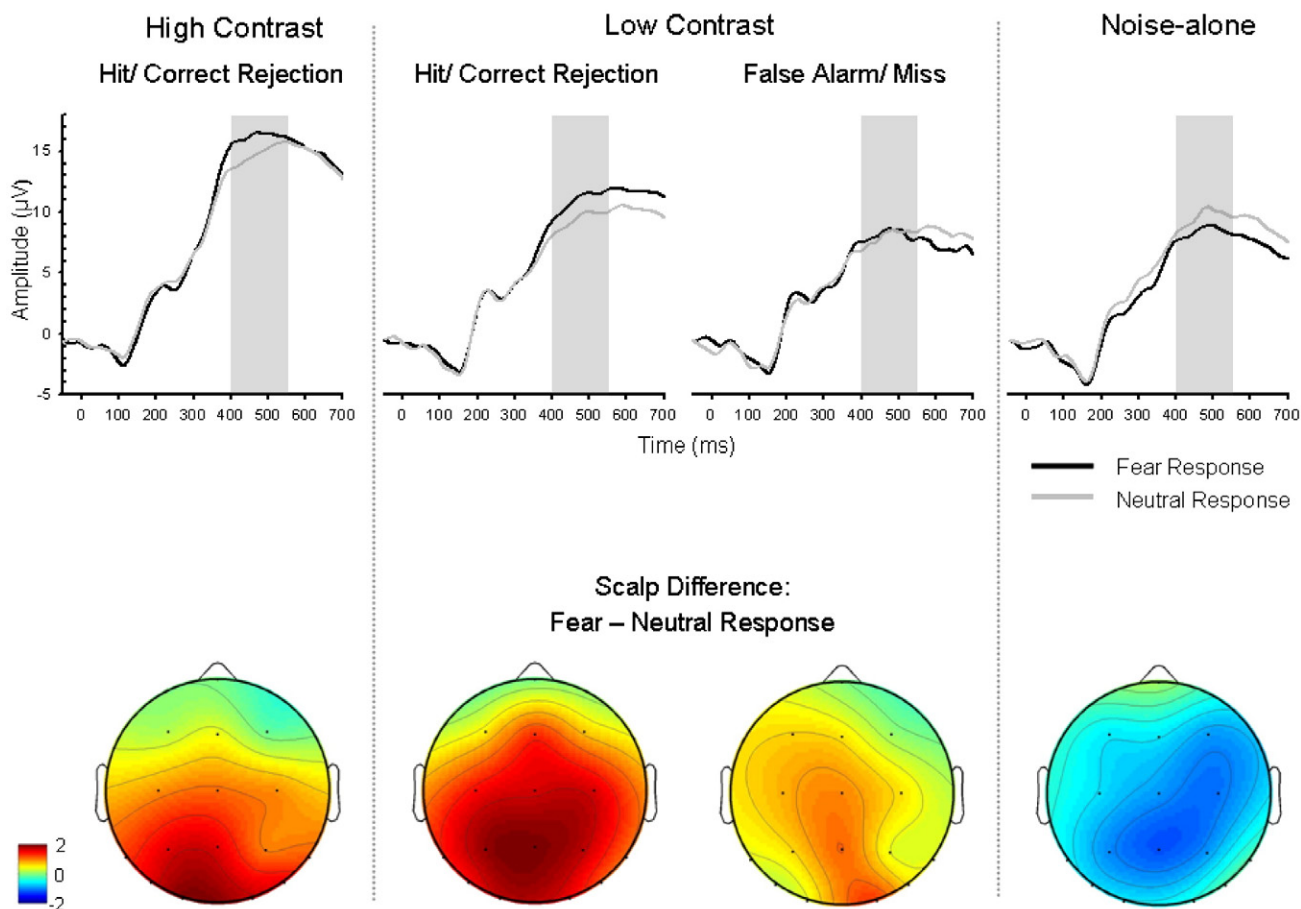 High Contrast
Low Contrast
Noise-alone
Hit/ Correct Rejection
Hit/ Correct Rejection
False Alarm/ Miss
Amplitude (µV)
15
10
5
0
-5
0 100 200 300 400 500 600 700
0 100 200 300 400 500 600 700
0 100 200 300 400 500 600 700
0 100 200 300 400 500 600 700
Time (ms)
Fear Response
Neutral Response
Scalp Difference:
Fear – Neutral Response
2
0
-2